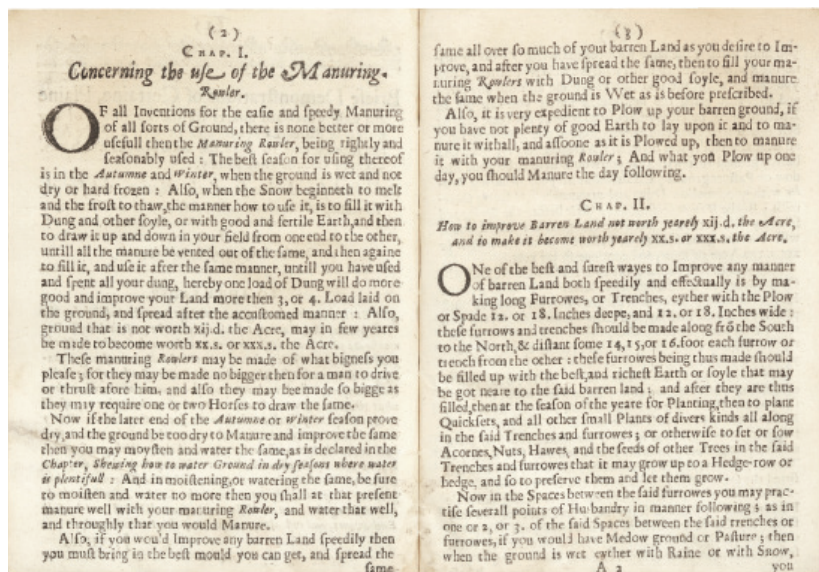 ( 2 )
CHAP. I.
Concerning the use of the Manuring-
Rowler.
OF all Inventions for the easie and speedy Manuring
of all sorts of Ground, there is none better or more
usefull then the Manuring Rowler, being rightly and
seasonably used : The best season for using thereof
is in the Autumne and Winter, when the ground is wet and not
dry or hard frozen : Also, when the Snow beginneth to melt
and the frost to thaw, the manner how to use it, is to fill it with
Dung and other soyle, or with good and fertile Earth, and then
to draw it up and down in your field from one end to the other,
untill all the manure be vented out of the same, and then againe
to fill it, and use it after the same manner, untill you have used
and spent all your dung, hereby one load of Dung will do more
good and improve your Land more then 3, or 4. Load laid on
the ground, and spread after the accustomed manner : Also,
ground that is not worth xij.d. the Acre, may in few yeares
be made to become worth xx.s. or xxx.s. the Acre.
These manuring Rowlers may be made of what bigness you
please; for they may be made no bigger then for a man to drive
or thrust afore him, and also they may bee made so bigge as
they may require one or two Horses to draw the same.
Now if the later end of the Autumne or Winter season prove
dry, and the ground be too dry to Manure and improve the same
then you may moysten and water the same, as is declared in the
Chapter, Shewing how to water Ground in dry seasons where water
is plentifull : And in moistening, or watering the same, be sure
to moisten and water no more then you shall at that present
manure well with your manuring Rowler, and water that well,
and throughly that you would Manure.
Also, if you wou'd Improve any barren Land speedily then
you must bring in the best mould you can get, and spread the
same
( 3 )
same all over so much of your barren Land as you desire to Im-
prove, and after you have spread the same, then to fill your ma-
nuring Rowlers with Dung or other good soyle, and manure
the same when the ground is Wet as is before prescribed.
Also, it is very expedient to Plow up your barren ground, if
you have not plenty of good Earth to lay upon it and to ma-
nure it withall, and assoone as it is Plowed up, then to manure
it with your manuring Rowler; And what you Plow up one
day, you should Manure the day following.
CHAP. II.
How to improve Barren Land not worth yearely xij.d. the Acre,
and to make it become worth yearely xx.s. or xxx.s. the Acre.
ONe of the best and surest wayes to Improve any manner
of barren Land both speedily and effectually is by ma-
king long Furrowes, or Trenches, eyther with the Plow
or Spade 12. or 18. Inches deepe, and 12. or 18. Inches wide :
these furrows and trenches should be made along frō the South
to the North, & distant some 14, 15, or 16. foot each furrow or
trench from the other : these furrowes being thus made should
be filled up with the best, and richest Earth or soyle that may
be got neare to the said barren land : and after they are thus
filled, then at the season of the yeare for Planting, then to plant
Quicksets, and all other small Plants of divers kinds all along
in the said Trenches and furrowes; or otherwise to set or sow
Acornes, Nuts, Hawes, and the seeds of other Trees in the said
Trenches and furrowes that it may grow up to a Hedge-row or
hedge, and so to preserve them and let them grow.
Now in the Spaces between the said furrowes you may prac-
tise severall points of Husbandry in manner following; as in
one or 2, or 3. of the said Spaces between the said trenches or
furrowes, if you would have Medow ground or Pasture; then
when the ground is wet eyther with Raine or with Snow,
A 2 you